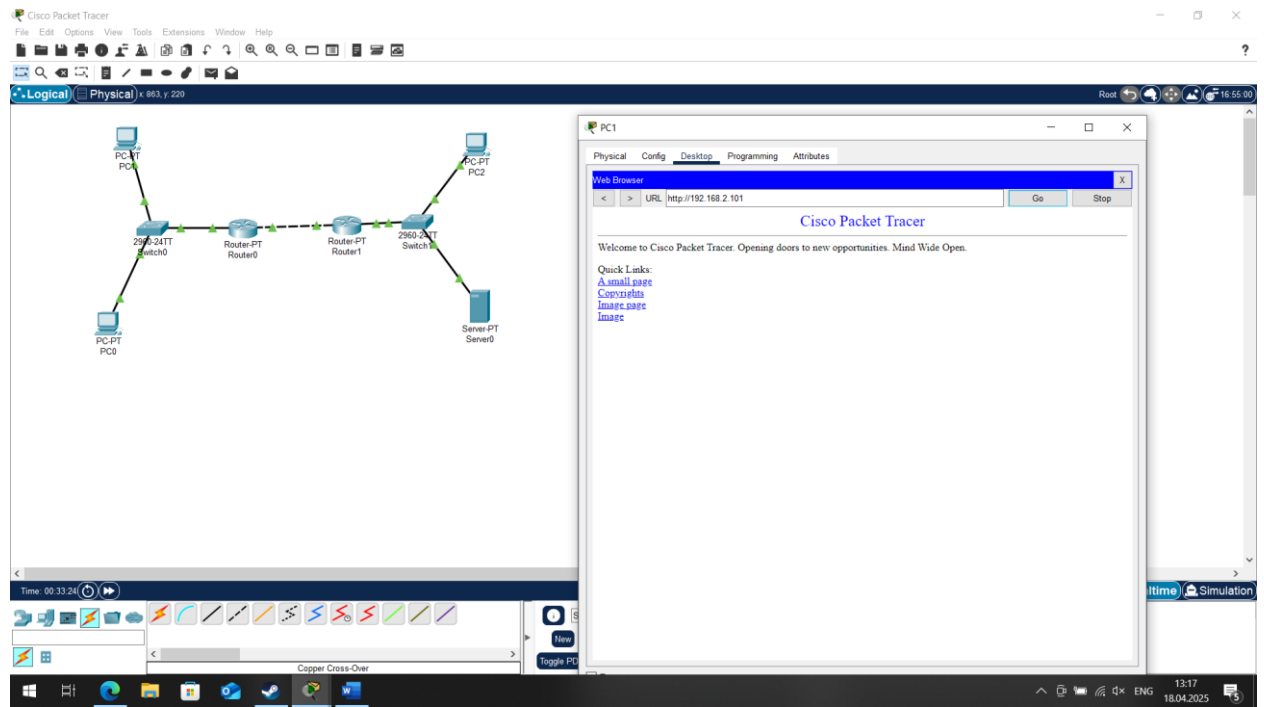 Cisco Packet Tracer
File Edit Options View Tools Extensions Window Help
?
Logical Physical x: 863, y: 220
Root 16:55:00
PC-PT
PC-PT
PC2
2960-24TT
Switch0
Router-PT
Router0
Router-PT
Router1
2960-24TT
Server-PT
Server0
PC-PT
PC0
PC1
Physical Config Desktop Programming Attributes
Web Browser X
< > URL http://192.168.2.101 Go Stop
Cisco Packet Tracer
Welcome to Cisco Packet Tracer. Opening doors to new opportunities. Mind Wide Open.
Quick Links:
A small page
Copyrights
Image page
Image
Time: 00:33:24
Simulation
New
Toggle PD
Copper Cross-Over
ENG
13:17
18.04.2025
5